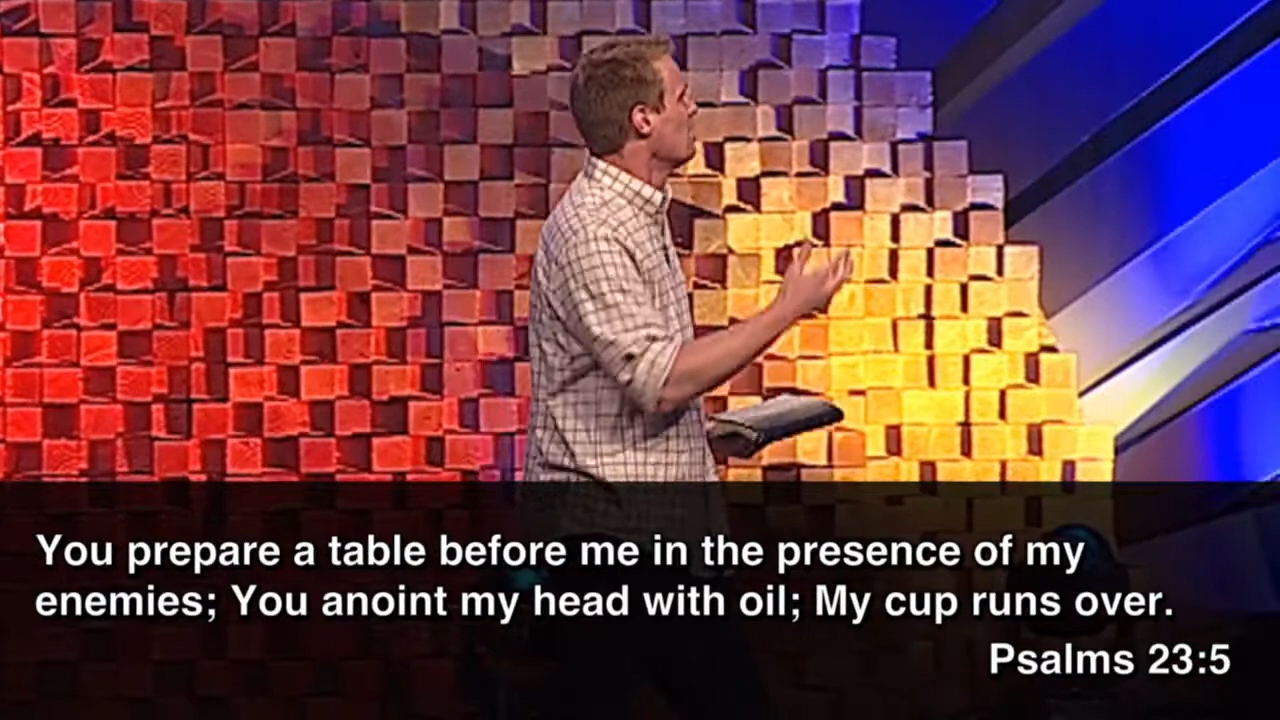 You prepare a table before me in the presence of my
enemies; You anoint my head with oil; My cup runs over.
Psalms 23:5